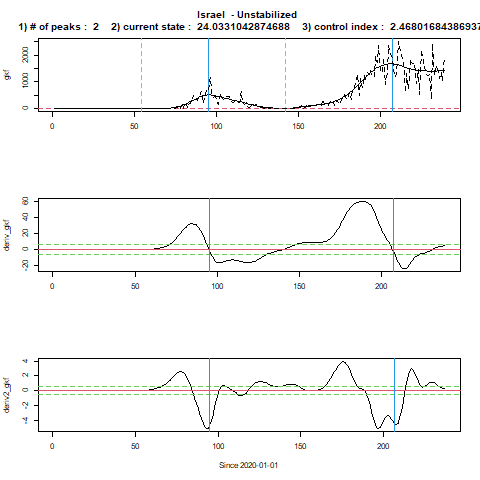 Israel - Unstabilized
1) # of peaks : 2 2) current state : 24.0331042874688 3) control index : 2.46801684386937
gkf
0 1000 2000
0 50 100 150 200
deriv_gkf
-20 0 20 40 60
0 50 100 150 200
deriv2_gkf
-4 -2 0 2 4
0 50 100 150 200
Since 2020-01-01